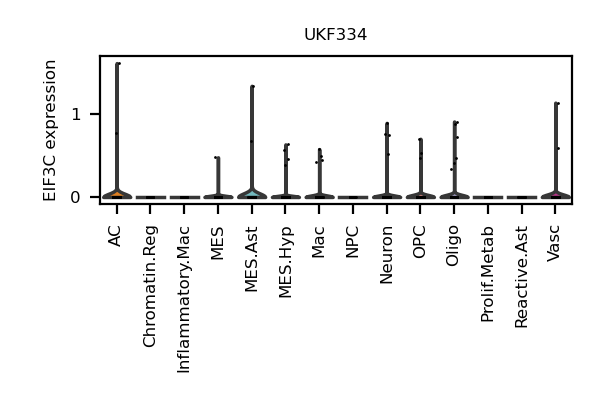 UKF334
EIF3C expression
1
0
AC
Chromatin.Reg
Inflammatory.Mac
MES
MES.Ast
MES.Hyp
Mac
NPC
Neuron
OPC
Oligo
Prolif.Metab
Reactive.Ast
Vasc